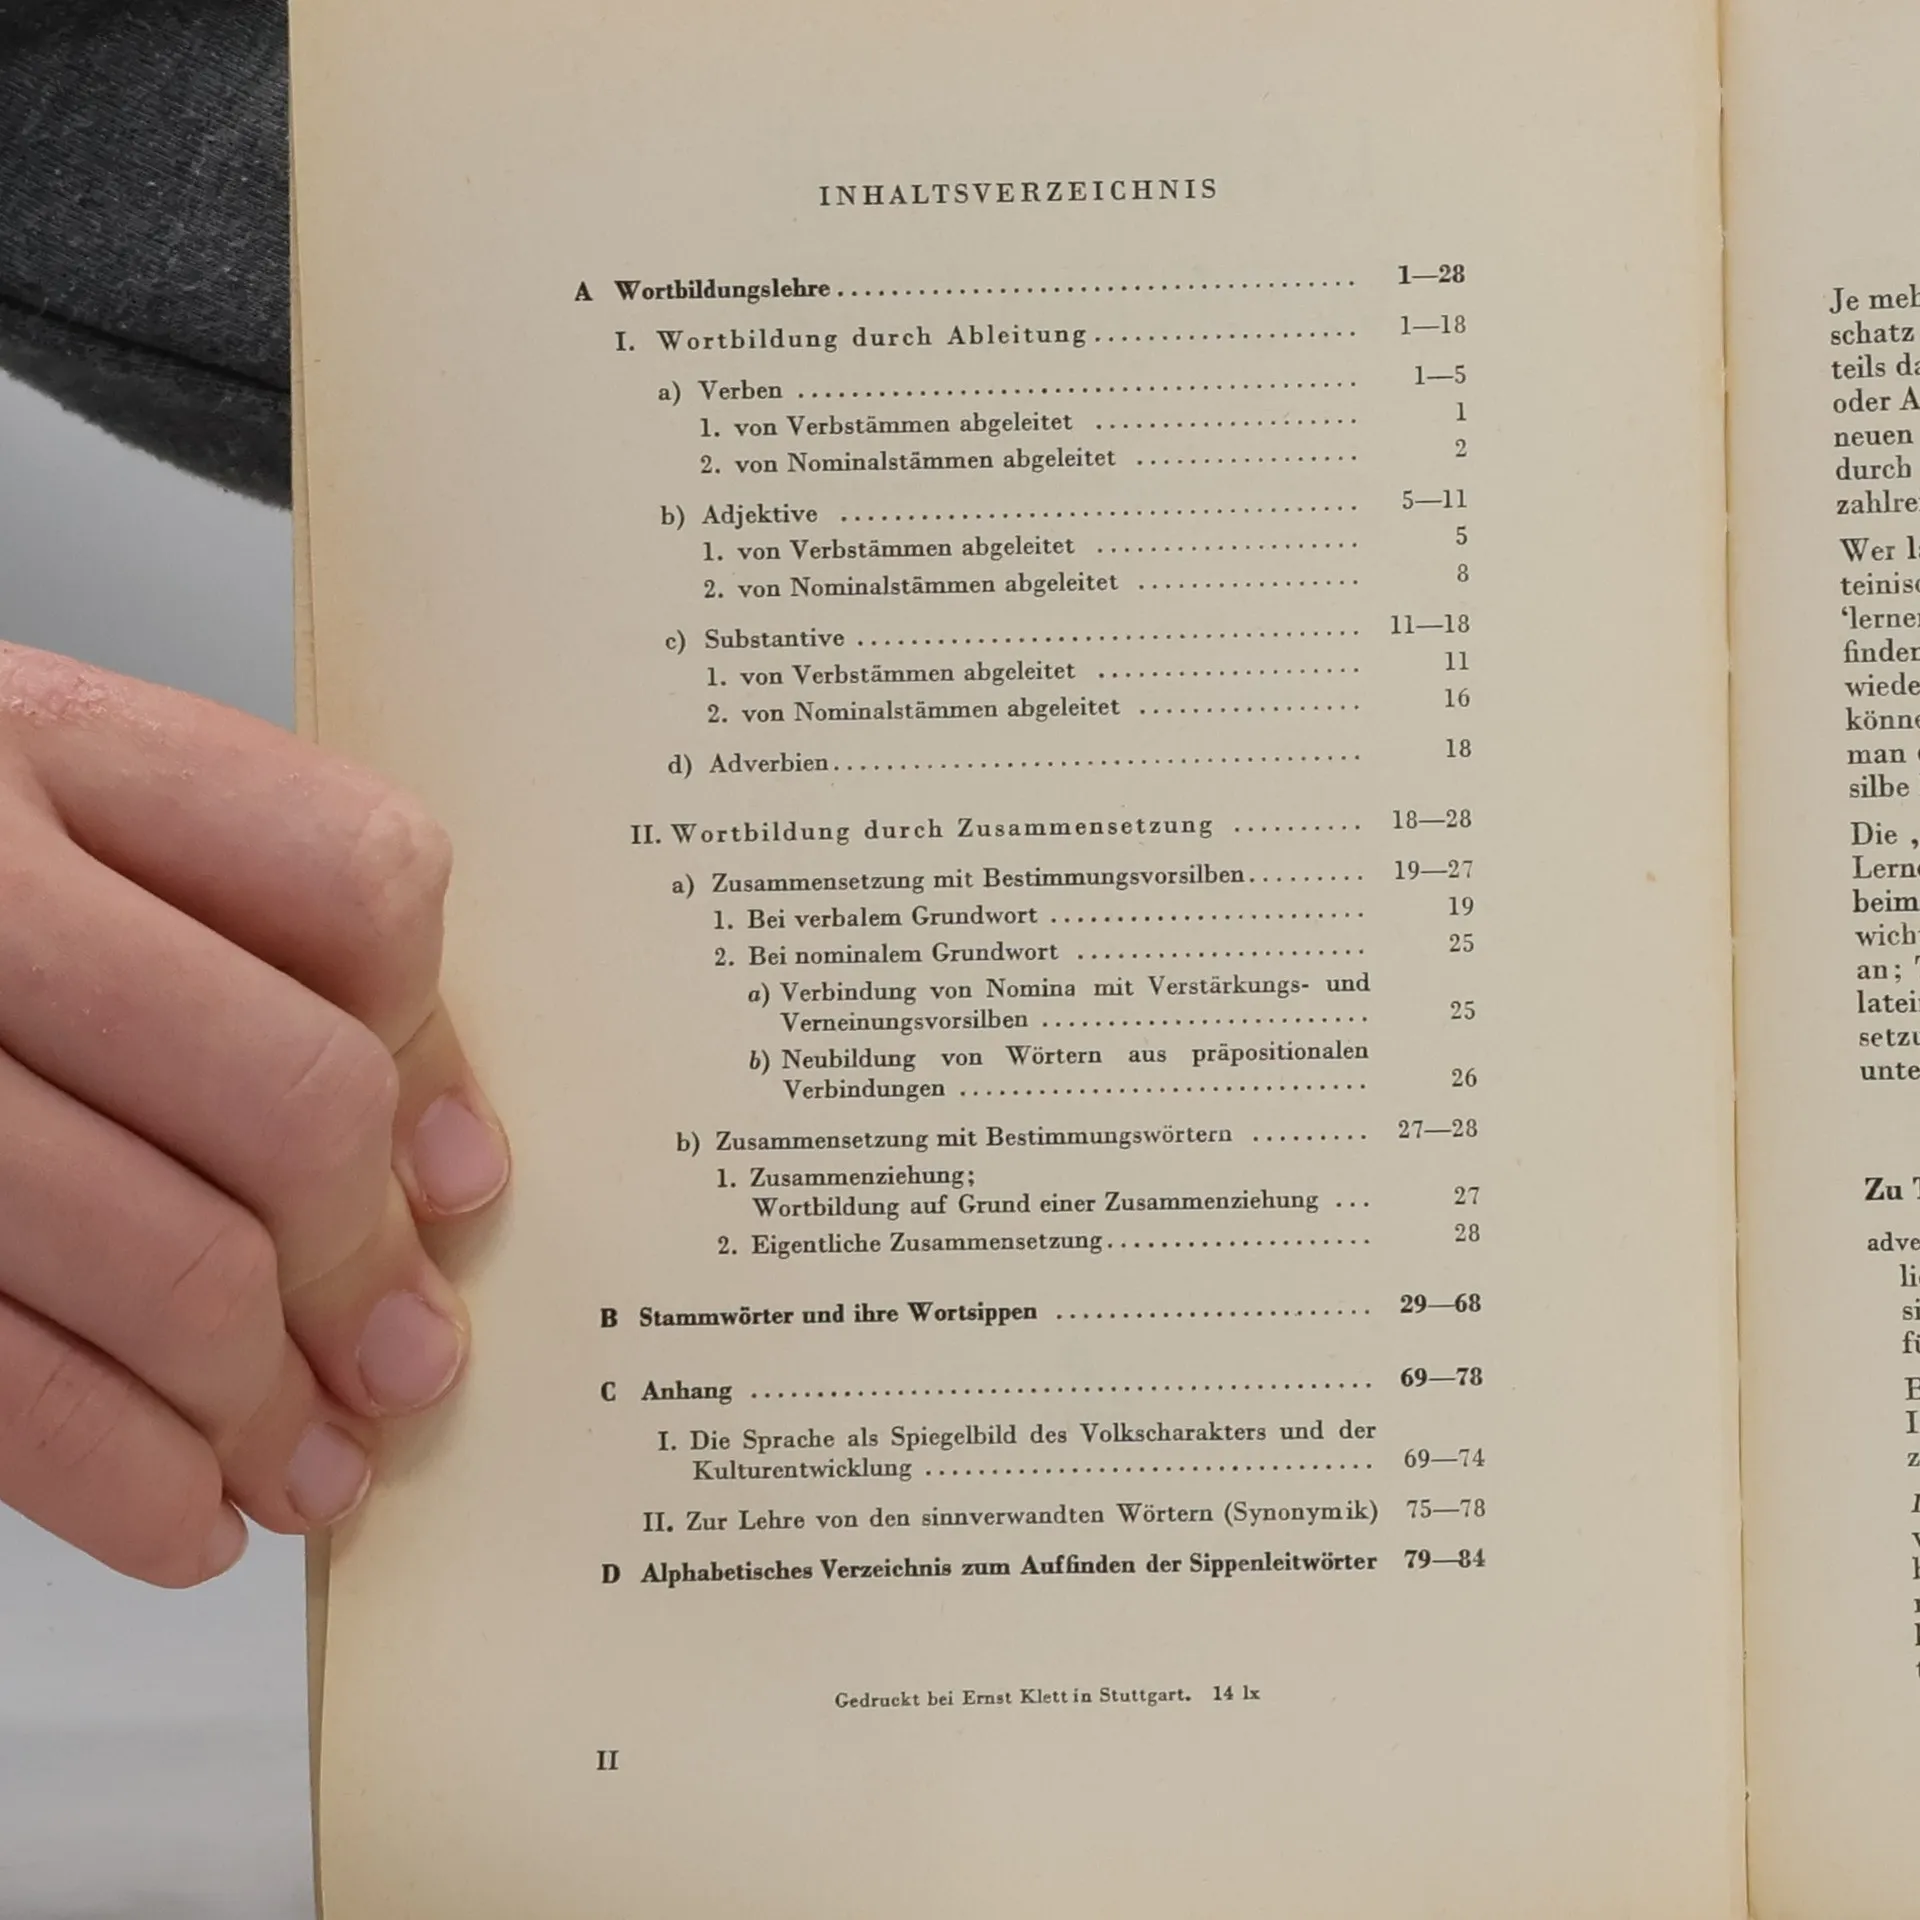 INHALTSVERZEICHNIS
A Wortbildungslehre ........................................ 1—28
I. Wortbildung durch Ableitung .................... 1—18
a) Verben .......................................... 1—5
1. von Verbstämmen abgeleitet .................... 1
2. von Nominalstämmen abgeleitet ................. 2
b) Adjektive ....................................... 5—11
1. von Verbstämmen abgeleitet .................... 5
2. von Nominalstämmen abgeleitet ................. 8
c) Substantive ...................................... 11—18
1. von Verbstämmen abgeleitet .................... 11
2. von Nominalstämmen abgeleitet ................. 16
d) Adverbien ........................................ 18
II. Wortbildung durch Zusammensetzung .......... 18—28
a) Zusammensetzung mit Bestimmungsvorsilben ......... 19—27
1. Bei verbalem Grundwort ........................ 19
2. Bei nominalem Grundwort ...................... 25
a) Verbindung von Nomina mit Verstärkungs- und
Verneinungsvorsilben ......................... 25
b) Neubildung von Wörtern aus präpositionalen
Verbindungen ............................... 26
b) Zusammensetzung mit Bestimmungswörtern ......... 27—28
1. Zusammenziehung;
Wortbildung auf Grund einer Zusammenziehung ... 27
2. Eigentliche Zusammensetzung .................... 28
B Stammwörter und ihre Wortsippen ........................ 29—68
C Anhang ................................................ 69—78
I. Die Sprache als Spiegelbild des Volkscharakters und der
Kulturentwicklung .................................. 69—74
II. Zur Lehre von den sinnverwandten Wörtern (Synonymik) 75—78
D Alphabetisches Verzeichnis zum Auffinden der Sippenleitwörter 79—84
Gedruckt bei Ernst Klett in Stuttgart. 14 lx
II
Je
schatz
teils
oder
neuen
durch
Wer
'
finden
man
silbe
Die
beim
an;
Zu